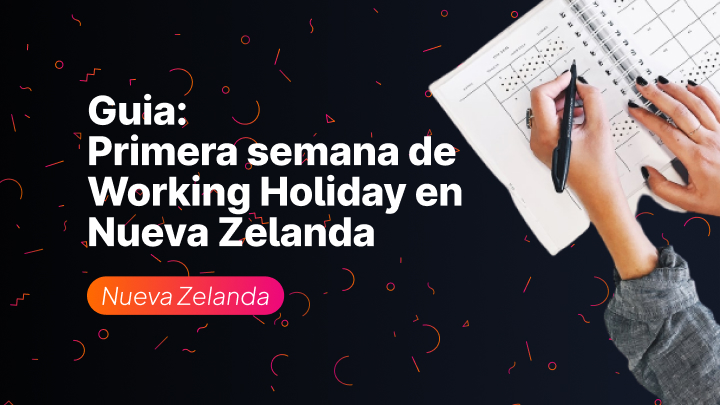 Guia:
Primera semana de
Working Holiday en
Nueva Zelanda
Nueva Zelanda